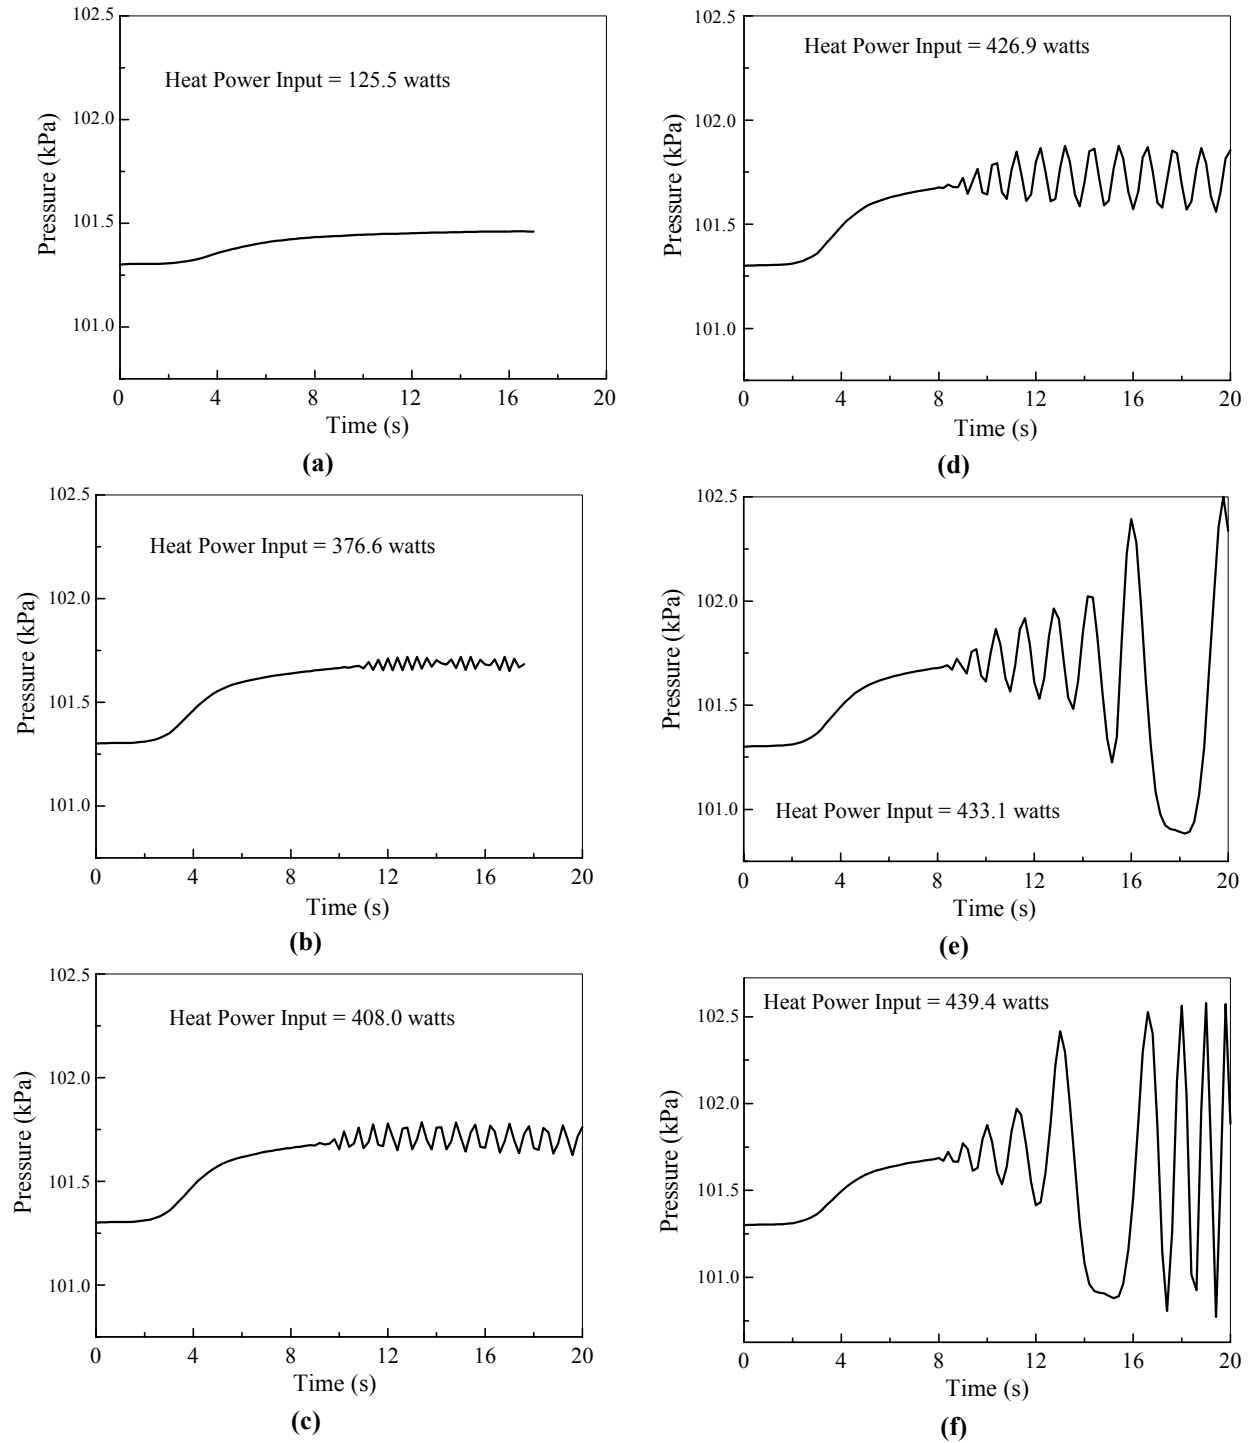 102.5
102.0
101.5
101.0
Pressure (kPa)
Heat Power Input = 125.5 watts
0 4 8 12 16 20
Time (s)
(a)
102.5
102.0
101.5
101.0
Pressure (kPa)
Heat Power Input = 376.6 watts
0 4 8 12 16 20
Time (s)
(b)
102.5
102.0
101.5
101.0
Pressure (kPa)
Heat Power Input = 408.0 watts
0 4 8 12 16 20
Time (s)
(c)
102.5
102.0
101.5
101.0
Pressure (kPa)
Heat Power Input = 426.9 watts
0 4 8 12 16 20
Time (s)
(d)
102.5
102.0
101.5
101.0
Pressure (kPa)
Heat Power Input = 433.1 watts
0 4 8 12 16 20
Time (s)
(e)
Heat Power Input = 439.4 watts
102.5
102.0
101.5
101.0
Pressure (kPa)
0 4 8 12 16 20
Time (s)
(f)